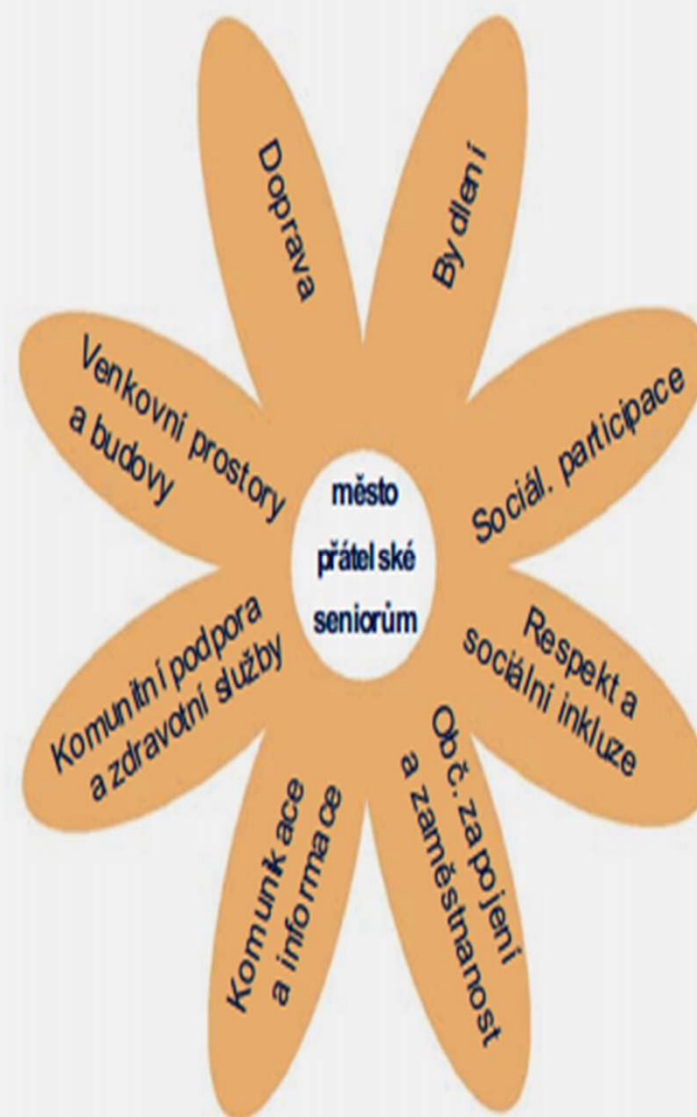 Doprava
Bydlení
Venkovní prostory
a budovy
Sociál. participace
město
přátelské
seniorům
Komunitní podpora
a zdravotní služby
Respekt a
sociální inkluze
Komunikace
a informace
Obč. zapojení
a zaměstnanost